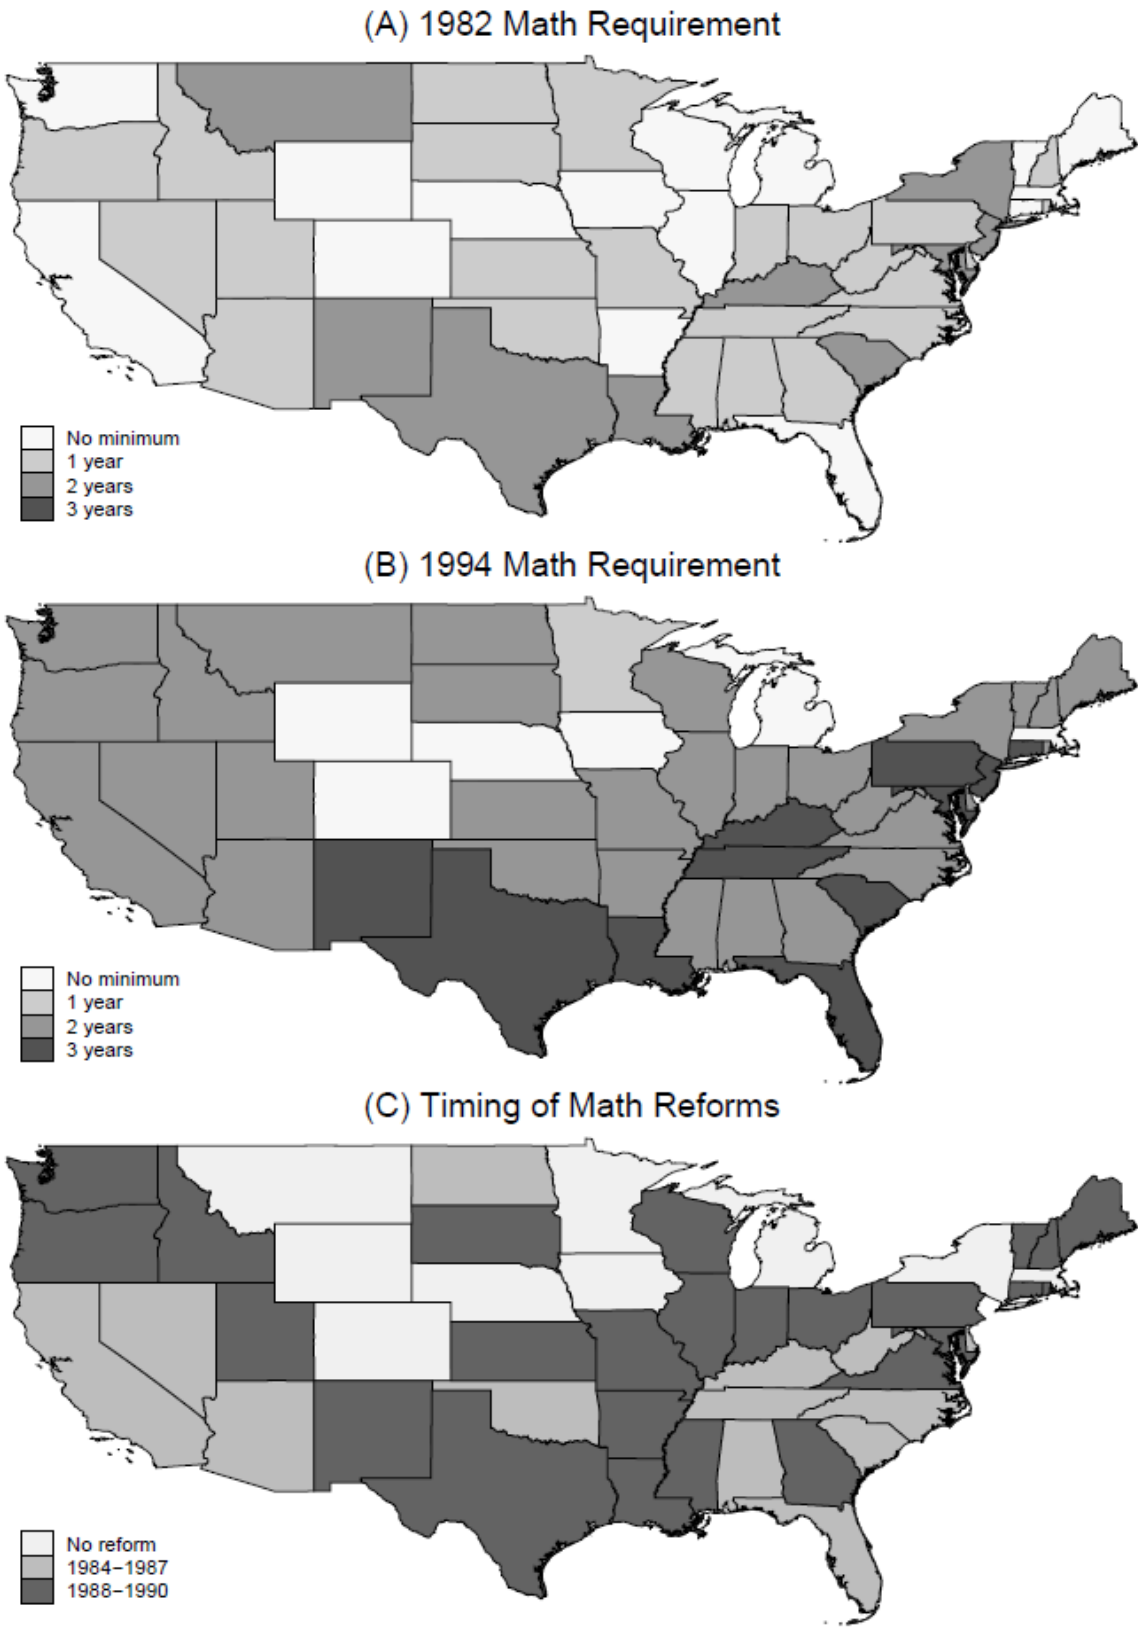 (A) 1982 Math Requirement
No minimum
1 year
2 years
3 years
(B) 1994 Math Requirement
No minimum
1 year
2 years
3 years
(C) Timing of Math Reforms
No reform
1984−1987
1988−1990